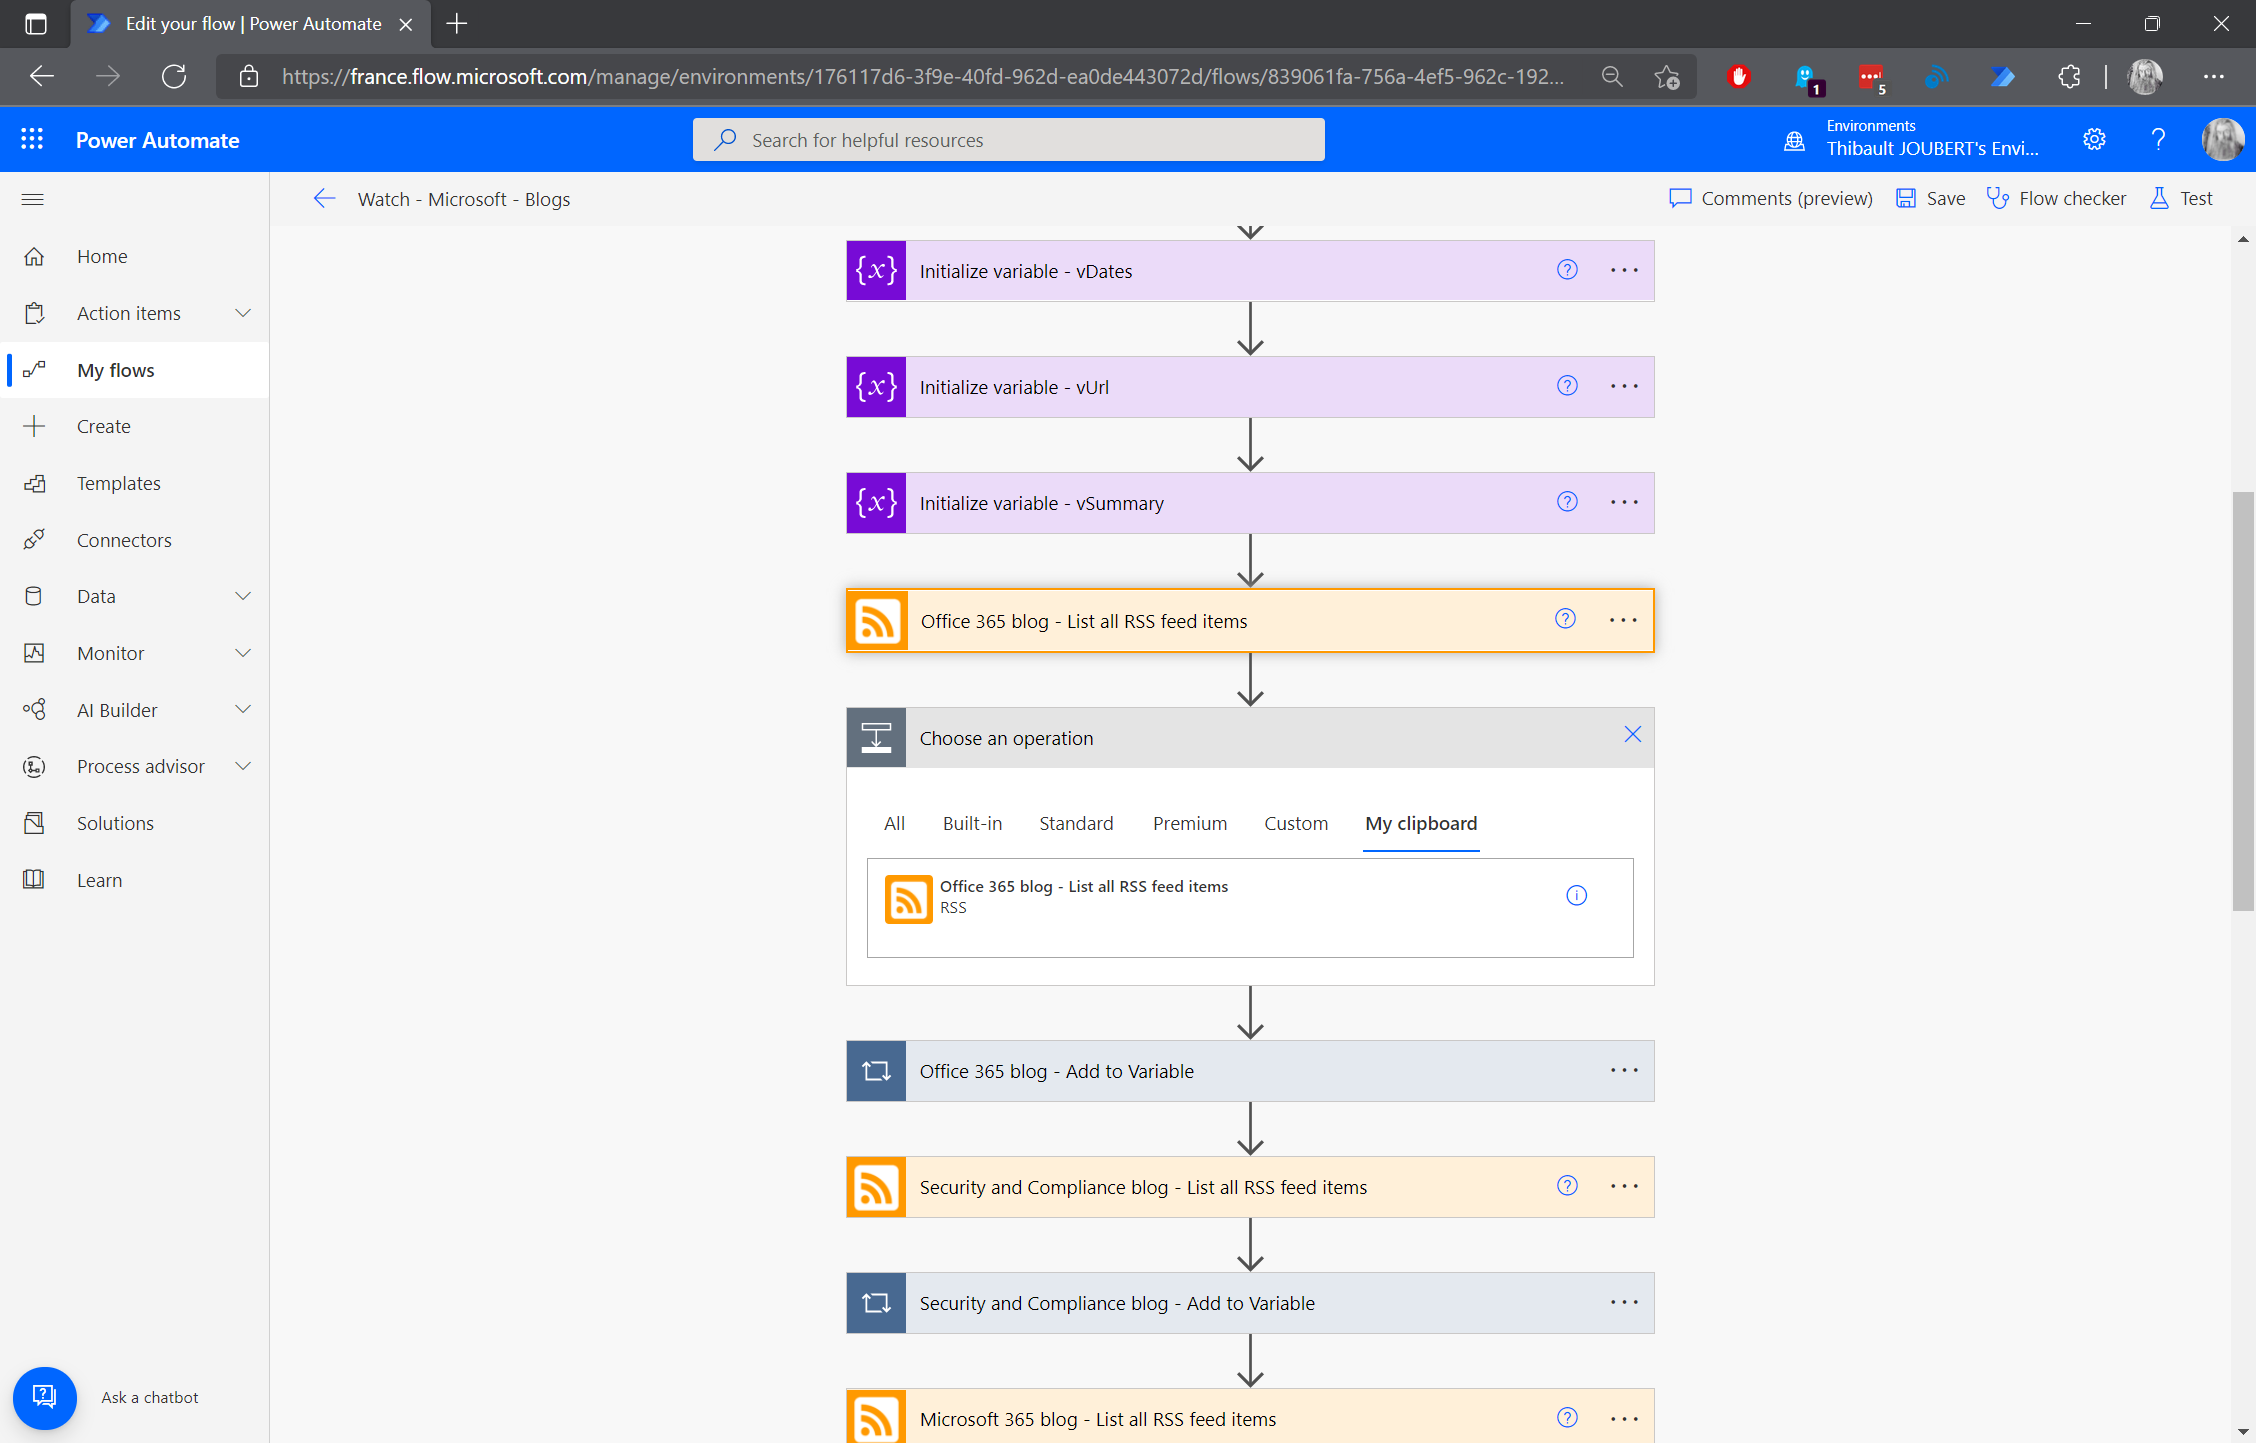 Edit your flow | Power Automate
https://france.flow.microsoft.com/manage/environments/176117d6-3f9e-40fd-962d-ea0de443072d/flows/839061fa-756a-4ef5-962c-192...
1
5
Power Automate
Search for helpful resources
Environments
Thibault JOUBERT's Envi...
Watch - Microsoft - Blogs
Comments (preview)
Save
Flow checker
Test
Home
Action items
My flows
Create
Templates
Connectors
Data
Monitor
AI Builder
Process advisor
Solutions
Learn
Ask a chatbot
{x} Initialize variable - vDates
{x} Initialize variable - vUrl
{x} Initialize variable - vSummary
Office 365 blog - List all RSS feed items
Choose an operation
All Built-in Standard Premium Custom My clipboard
Office 365 blog - List all RSS feed items
RSS
Office 365 blog - Add to Variable
Security and Compliance blog - List all RSS feed items
Security and Compliance blog - Add to Variable
Microsoft 365 blog - List all RSS feed items